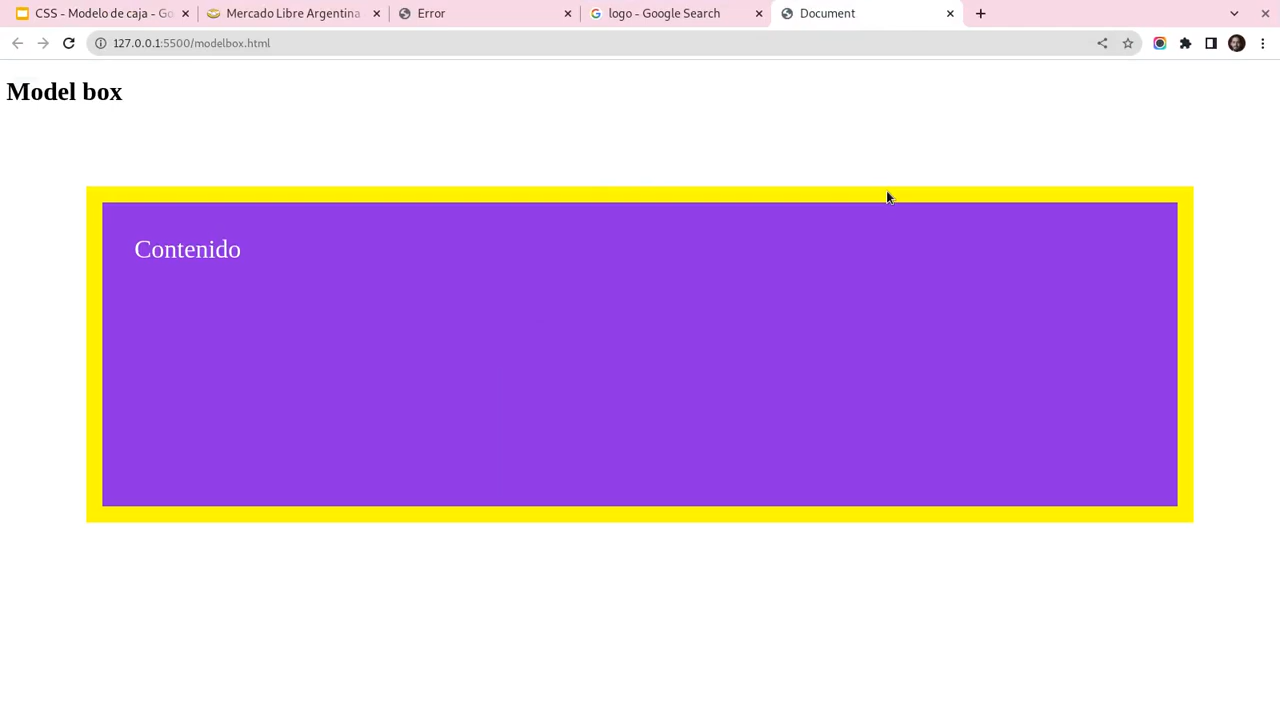 CSS - Modelo de caja - Go
Mercado Libre Argentina
Error
logo - Google Search
Document
127.0.0.1:5500/modelbox.html
Model box
Contenido